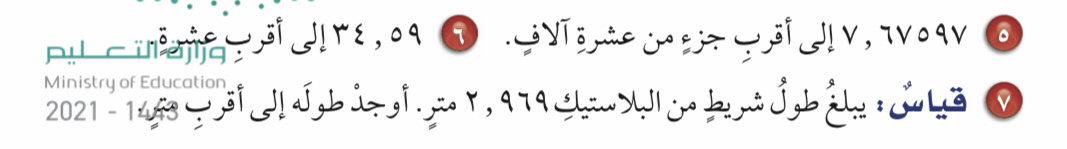 ٥ ٧,٦٧٥٩٧ إلى أقربِ جزءٍ من عشرةِ آلافٍ. ٦ ٣٤,٥٩ إلى أقربِ عشرةٍ.
٧ قياسٌ: يبلغُ طولُ شريطٍ من البلاستيكِ ٢,٩٦٩ مترٍ. أوجدْ طولَه إلى أقربِ مترٍ.
وزارة التعليم
Ministry of Education
2021 - 1443